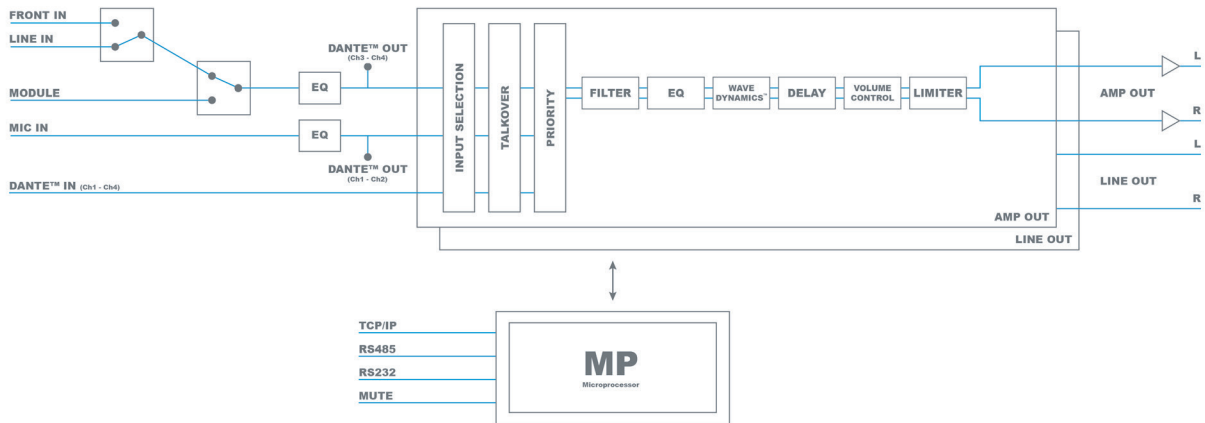 FRONT IN
LINE IN
MODULE
MIC IN
DANTE™ IN (Ch1 - Ch4)
EQ
DANTE™ OUT
(Ch3 - Ch4)
EQ
DANTE™ OUT
(Ch1 - Ch2)
INPUT SELECTION
TALKOVER
PRIORITY
FILTER
EQ
WAVE
DYNAMICS™
DELAY
VOLUME
CONTROL
LIMITER
AMP OUT
LINE OUT
L
AMP OUT
R
L
LINE OUT
R
TCP/IP
RS485
RS232
MUTE
MP
Microprocessor